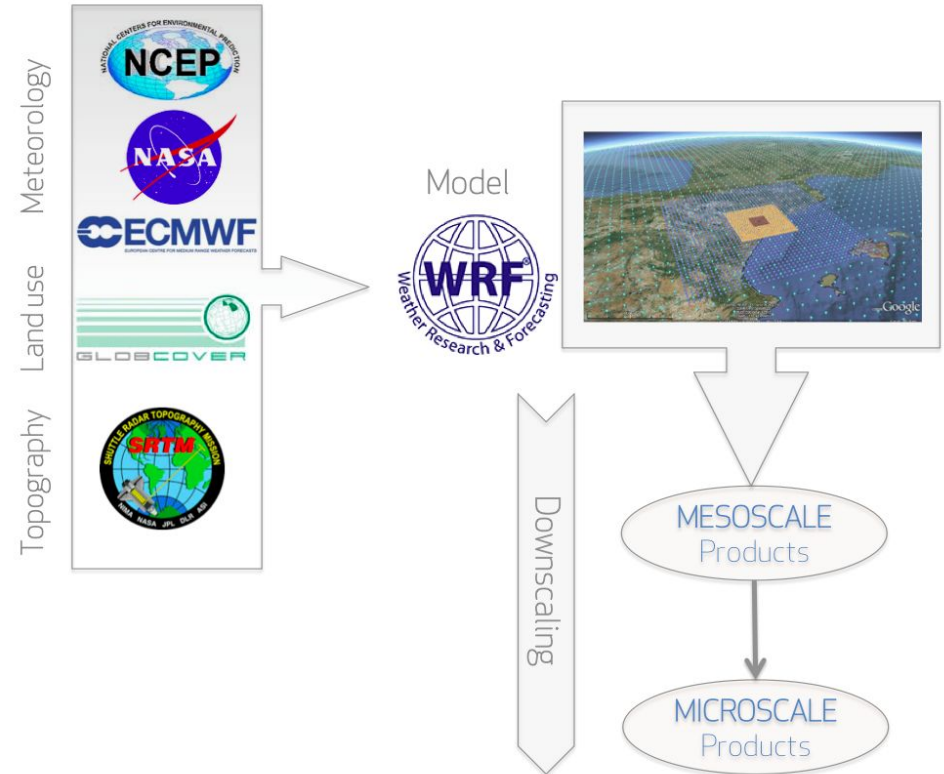 Meteorology
Land use
Topography
NATIONAL CENTERS FOR ENVIRONMENTAL PREDICTION
NCEP
NASA
ECMWF
EUROPEAN CENTRE FOR MEDIUM RANGE WEATHER FORECASTS
GLOBCOVER
SHUTTLE RADAR TOPOGRAPHY MISSION
SRTM
NIMA NASA JPL DLR ASI
Model
WRF®
Weather Research & Forecasting
Google
Downscaling
MESOSCALE
Products
MICROSCALE
Products